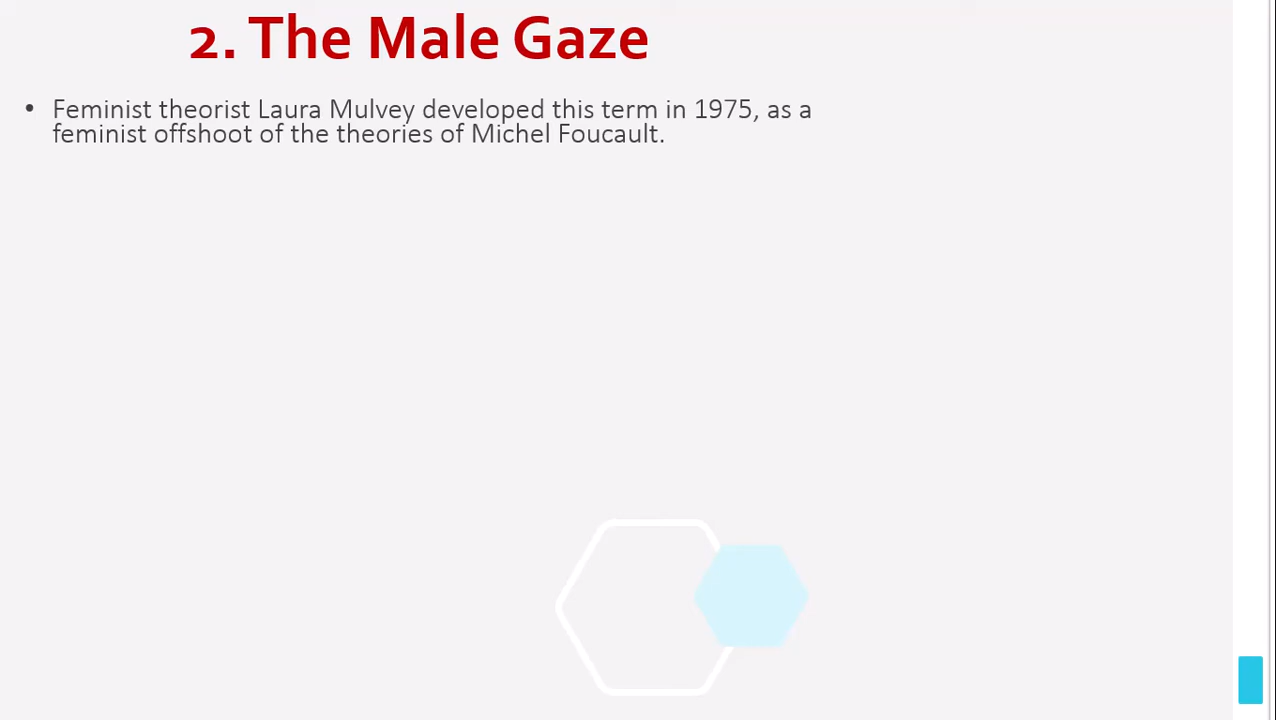 2. The Male Gaze
• Feminist theorist Laura Mulvey developed this term in 1975, as a
feminist offshoot of the theories of Michel Foucault.